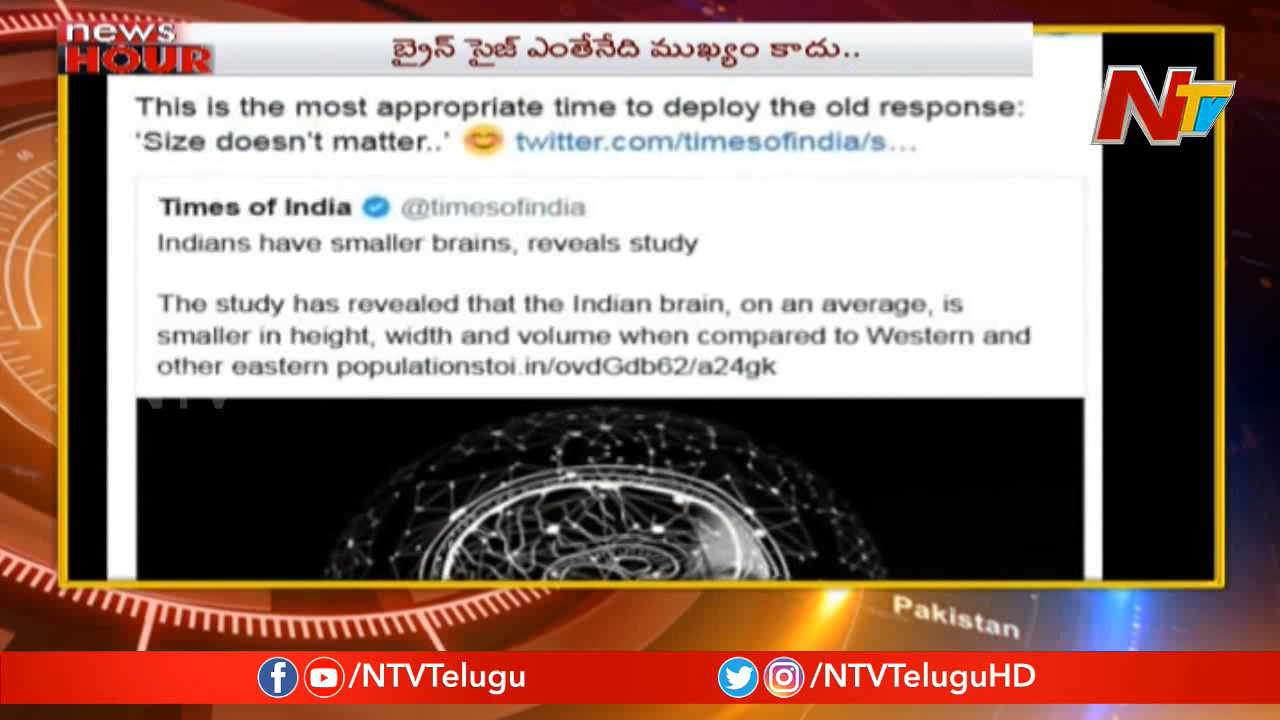 news
HOUR
బ్రైన్ సైజ్ ఎంతేనేది ముఖ్యం కాదు..
NTV
This is the most appropriate time to deploy the old response:
'Size doesn't matter..' 😊 twitter.com/timesofindia/s...
Times of India @timesofindia
Indians have smaller brains, reveals study
The study has revealed that the Indian brain, on an average, is
smaller in height, width and volume when compared to Western and
other eastern populationstoi.in/ovdGdb62/a24gk
NTV
Pakistan
/NTVTelugu
/NTVTeluguHD